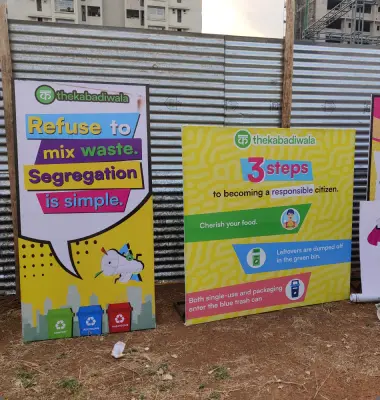 क thekabadiwala
Refuse to
mix waste.
Segregation
is simple.
क thekabadiwala
3 steps
to becoming a responsible citizen.
Cherish your food.
Leftovers are dumped off
in the green bin.
Both single-use and packaging
enter the blue trash can